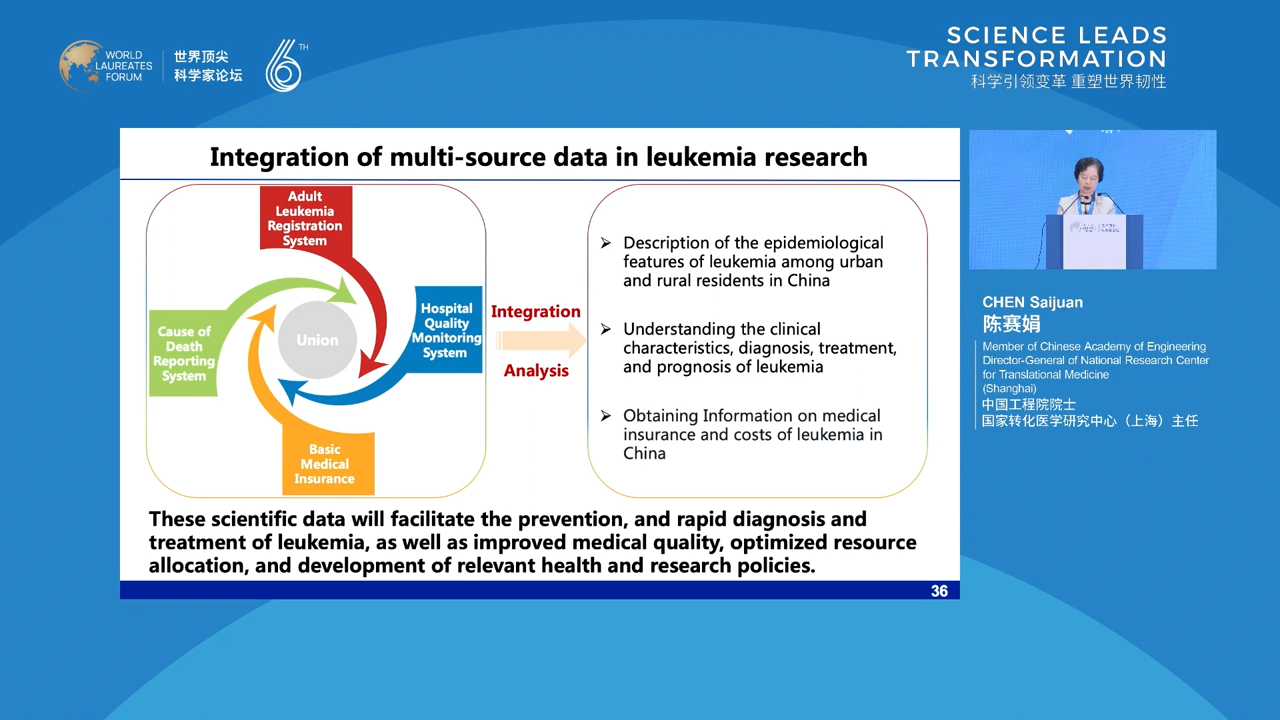 WORLD
LAUREATES
FORUM
世界顶尖
科学家论坛
6TH
SCIENCE LEADS
TRANSFORMATION
科学引领变革 重塑世界韧性
Integration of multi-source data in leukemia research
Adult
Leukemia
Registration
System
Cause of
Death
Reporting
System
Union
Hospital
Quality
Monitoring
System
Basic
Medical
Insurance
Integration
Analysis
➢ Description of the epidemiological
features of leukemia among urban
and rural residents in China
➢ Understanding the clinical
characteristics, diagnosis, treatment,
and prognosis of leukemia
➢ Obtaining Information on medical
insurance and costs of leukemia in
China
These scientific data will facilitate the prevention, and rapid diagnosis and
treatment of leukemia, as well as improved medical quality, optimized resource
allocation, and development of relevant health and research policies.
36
CHEN Saijuan
陈赛娟
Member of Chinese Academy of Engineering
Director-General of National Research Center
for Translational Medicine
(Shanghai)
中国工程院院士
国家转化医学研究中心（上海）主任